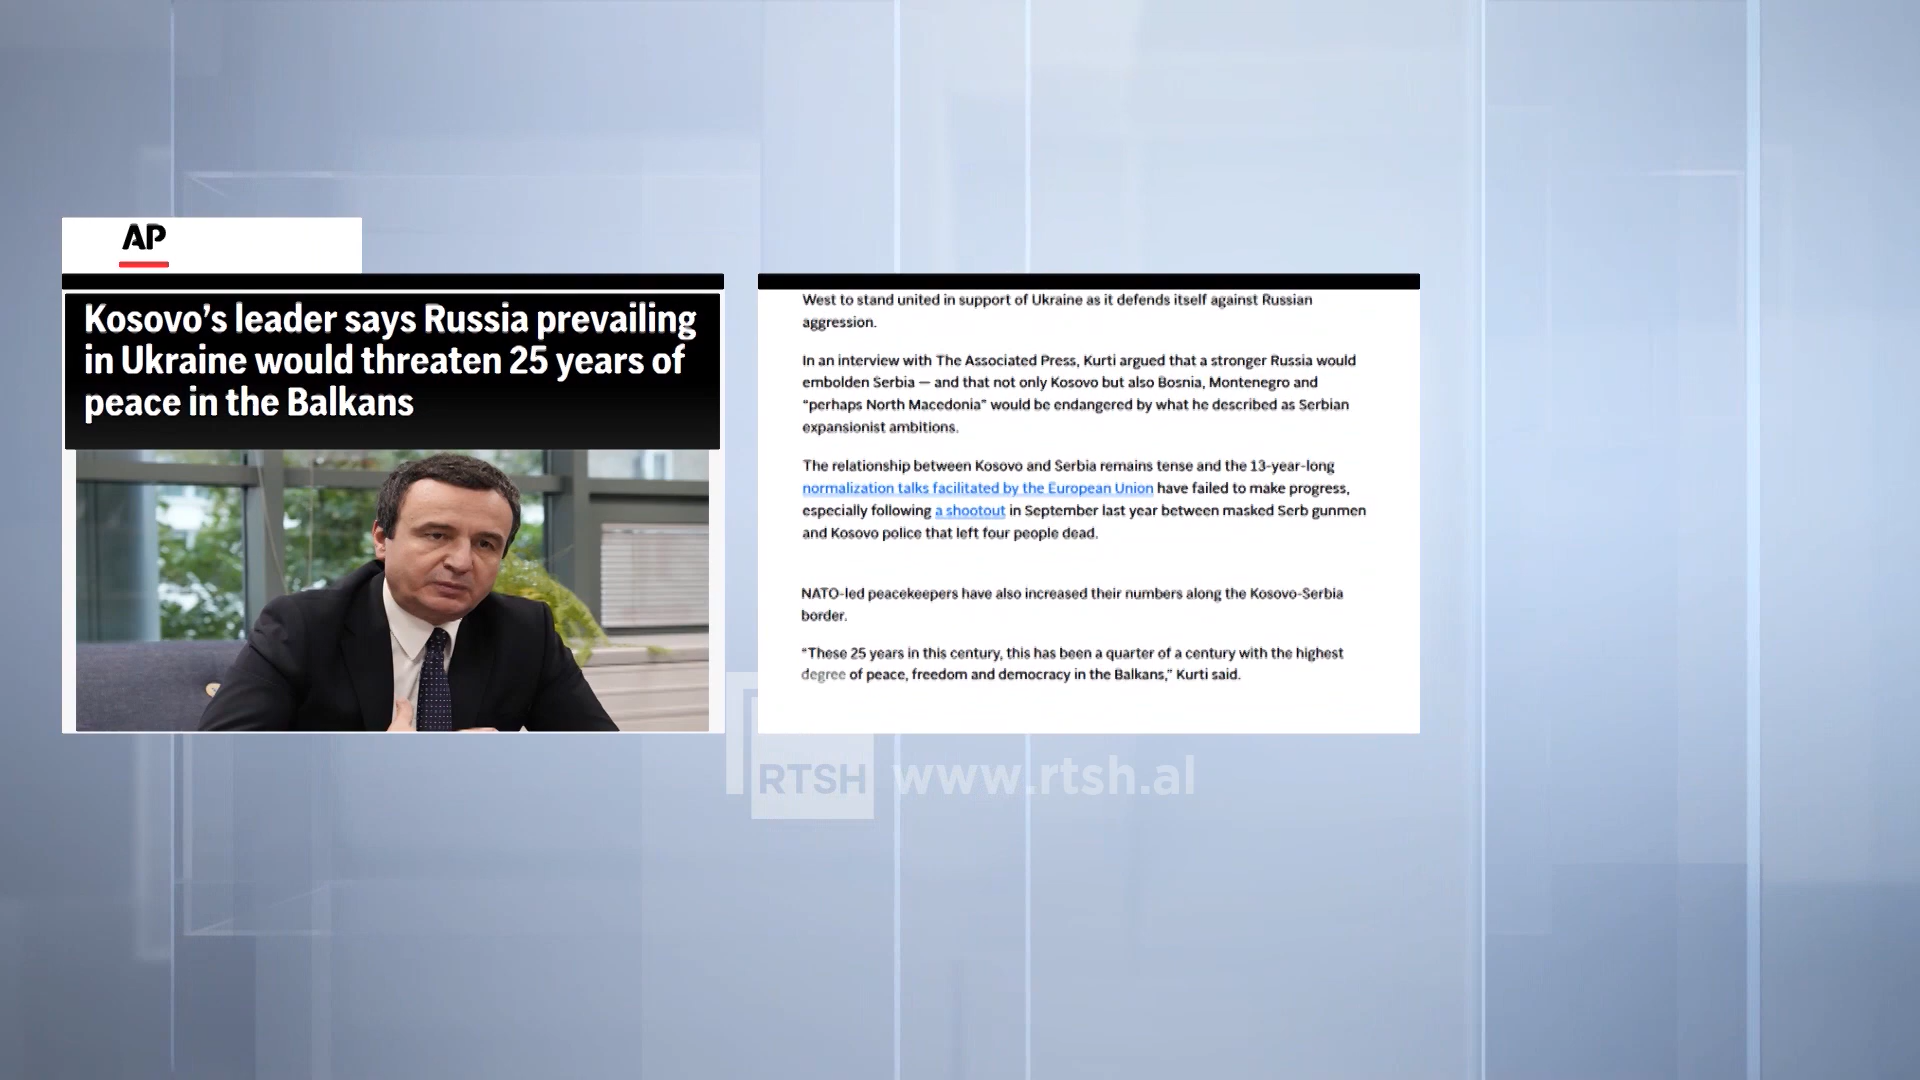 AP
Kosovo’s leader says Russia prevailing
in Ukraine would threaten 25 years of
peace in the Balkans
West to stand united in support of Ukraine as it defends itself against Russian
aggression.
In an interview with The Associated Press, Kurti argued that a stronger Russia would
embolden Serbia — and that not only Kosovo but also Bosnia, Montenegro and
“perhaps North Macedonia” would be endangered by what he described as Serbian
expansionist ambitions.
The relationship between Kosovo and Serbia remains tense and the 13-year-long
normalization talks facilitated by the European Union have failed to make progress,
especially following a shootout in September last year between masked Serb gunmen
and Kosovo police that left four people dead.
NATO-led peacekeepers have also increased their numbers along the Kosovo-Serbia
border.
“These 25 years in this century, this has been a quarter of a century with the highest
degree of peace, freedom and democracy in the Balkans,” Kurti said.
RTSH www.rtsh.al